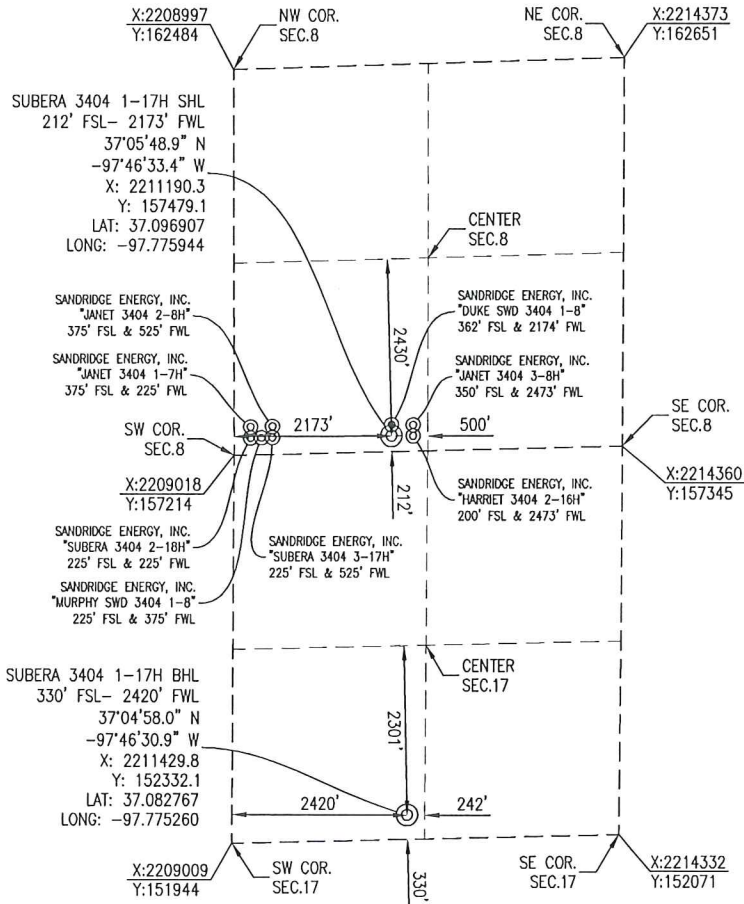 X:2208997
Y:162484
NW COR.
SEC.8
NE COR.
SEC.8
X:2214373
Y:162651
SUBERA 3404 1-17H SHL
212' FSL- 2173' FWL
37°05'48.9" N
-97°46'33.4" W
X: 2211190.3
Y: 157479.1
LAT: 37.096907
LONG: -97.775944
CENTER
SEC.8
SANDRIDGE ENERGY, INC.
"JANET 3404 2-8H"
375' FSL & 525' FWL
SANDRIDGE ENERGY, INC.
"DUKE SWD 3404 1-8"
362' FSL & 2174' FWL
2430'
SANDRIDGE ENERGY, INC.
"JANET 3404 1-7H"
375' FSL & 225' FWL
SANDRIDGE ENERGY, INC.
"JANET 3404 3-8H"
350' FSL & 2473' FWL
SW COR.
SEC.8
2173'
500'
SE COR.
SEC.8
X:2209018
Y:157214
212'
SANDRIDGE ENERGY, INC.
"HARRIET 3404 2-16H"
200' FSL & 2473' FWL
X:2214360
Y:157345
SANDRIDGE ENERGY, INC.
"SUBERA 3404 2-18H"
225' FSL & 225' FWL
SANDRIDGE ENERGY, INC.
"SUBERA 3404 3-17H"
225' FSL & 525' FWL
SANDRIDGE ENERGY, INC.
"MURPHY SWD 3404 1-8"
225' FSL & 375' FWL
CENTER
SEC.17
SUBERA 3404 1-17H BHL
330' FSL- 2420' FWL
37°04'58.0" N
-97°46'30.9" W
X: 2211429.8
Y: 152332.1
LAT: 37.082767
LONG: -97.775260
2301'
2420'
242'
X:2209009
Y:151944
SW COR.
SEC.17
330'
SE COR.
SEC.17
X:2214332
Y:152071